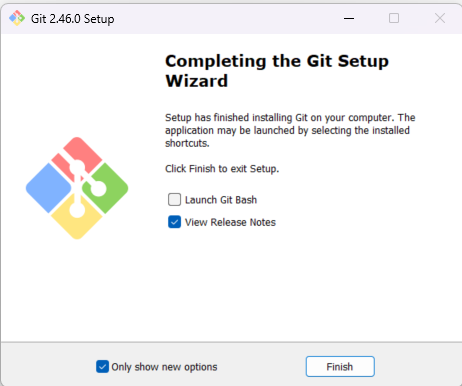 Git 2.46.0 Setup
Completing the Git Setup
Wizard
Setup has finished installing Git on your computer. The
application may be launched by selecting the installed
shortcuts.
Click Finish to exit Setup.
Launch Git Bash
View Release Notes
Only show new options
Finish